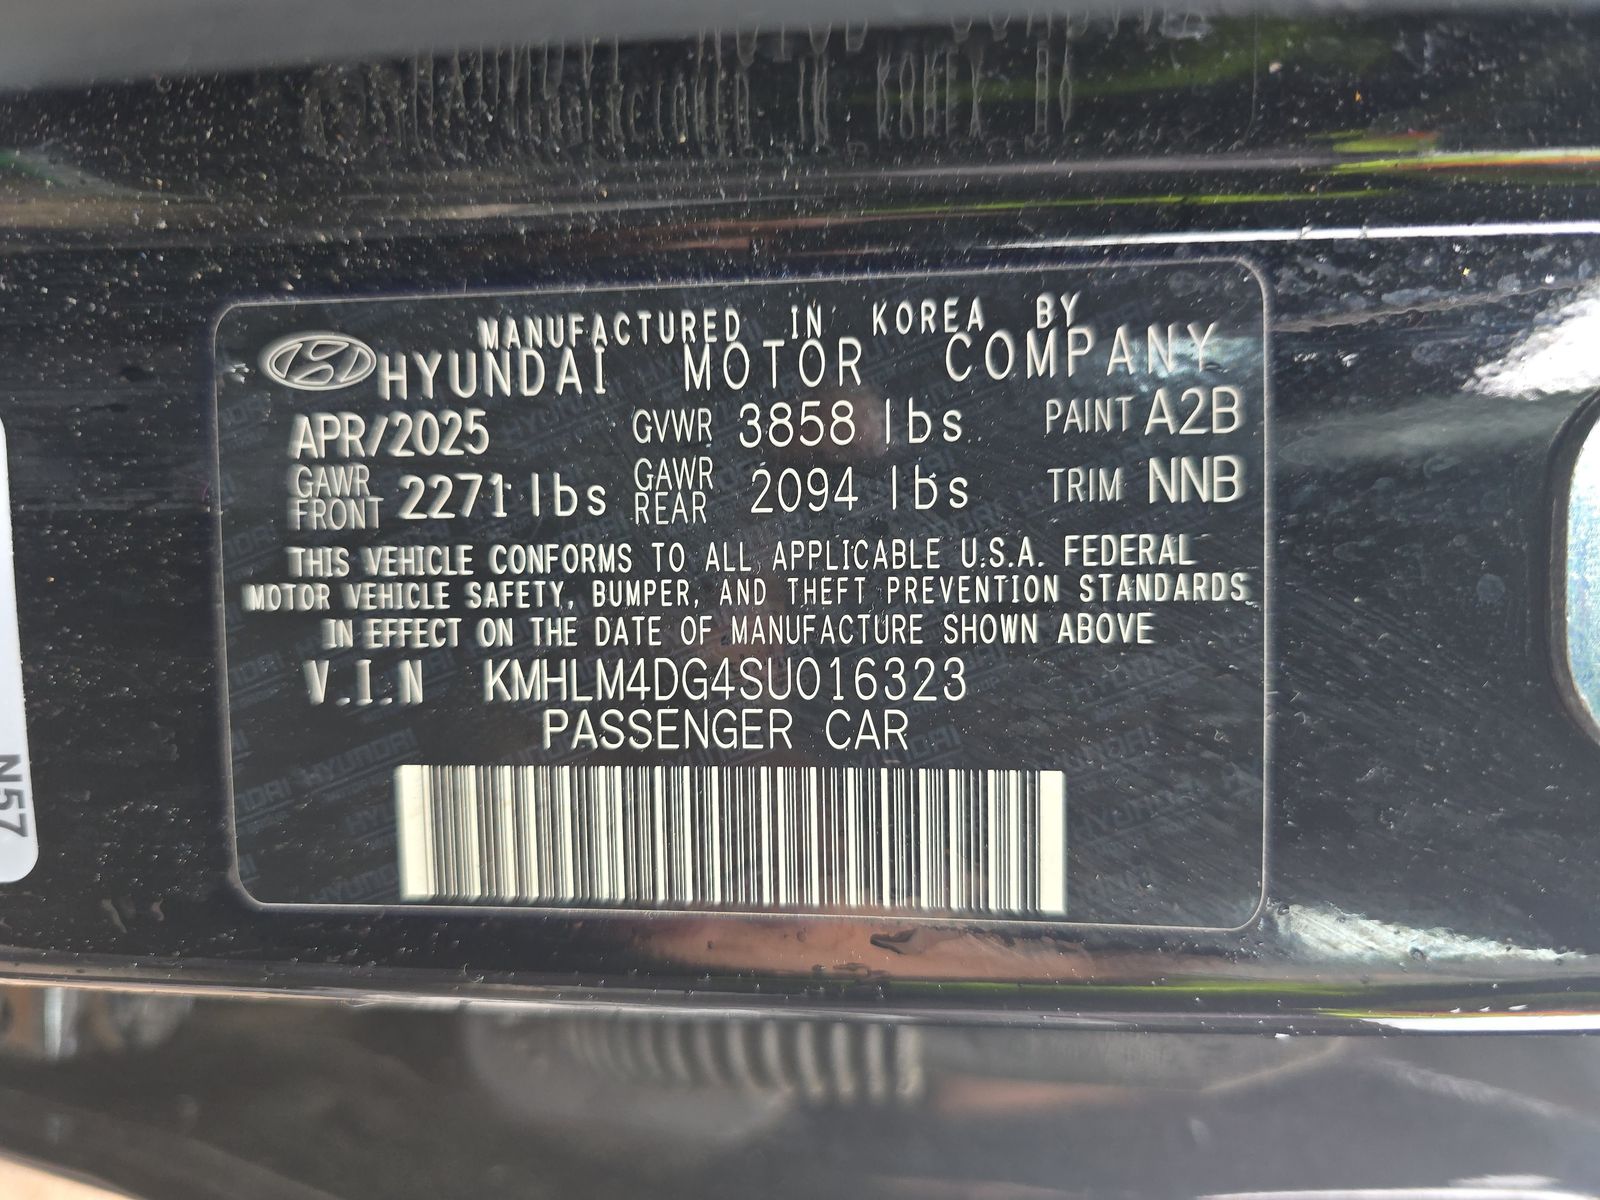 MANUFACTURED IN KOREA BY
HYUNDAI MOTOR COMPANY
APR/2025 GVWR 3858 lbs PAINT A2B
GAWR FRONT 2271 lbs GAWR REAR 2094 lbs TRIM NNB
THIS VEHICLE CONFORMS TO ALL APPLICABLE U.S.A. FEDERAL
MOTOR VEHICLE SAFETY, BUMPER, AND THEFT PREVENTION STANDARDS
IN EFFECT ON THE DATE OF MANUFACTURE SHOWN ABOVE
V.I.N KMHLM4DG4SU016323
PASSENGER CAR
N57